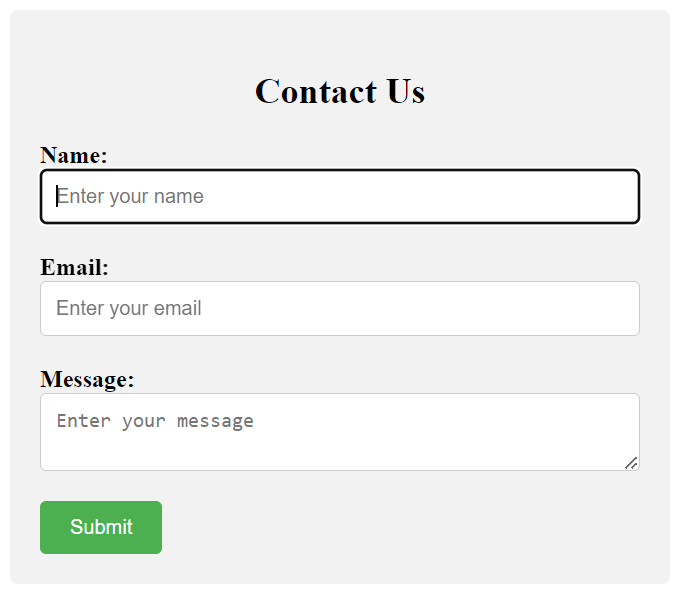 Contact Us
Name:
Enter your name
Email:
Enter your email
Message:
Enter your message
Submit